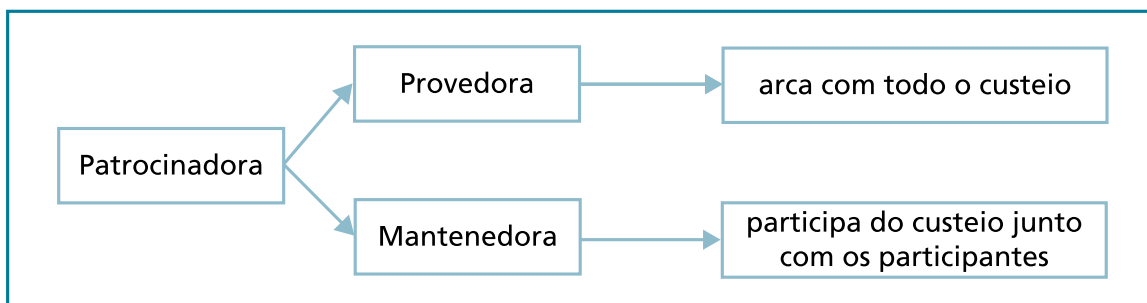 Patrocinadora
Provedora
arca com todo o custeio
Mantenedora
participa do custeio junto
com os participantes